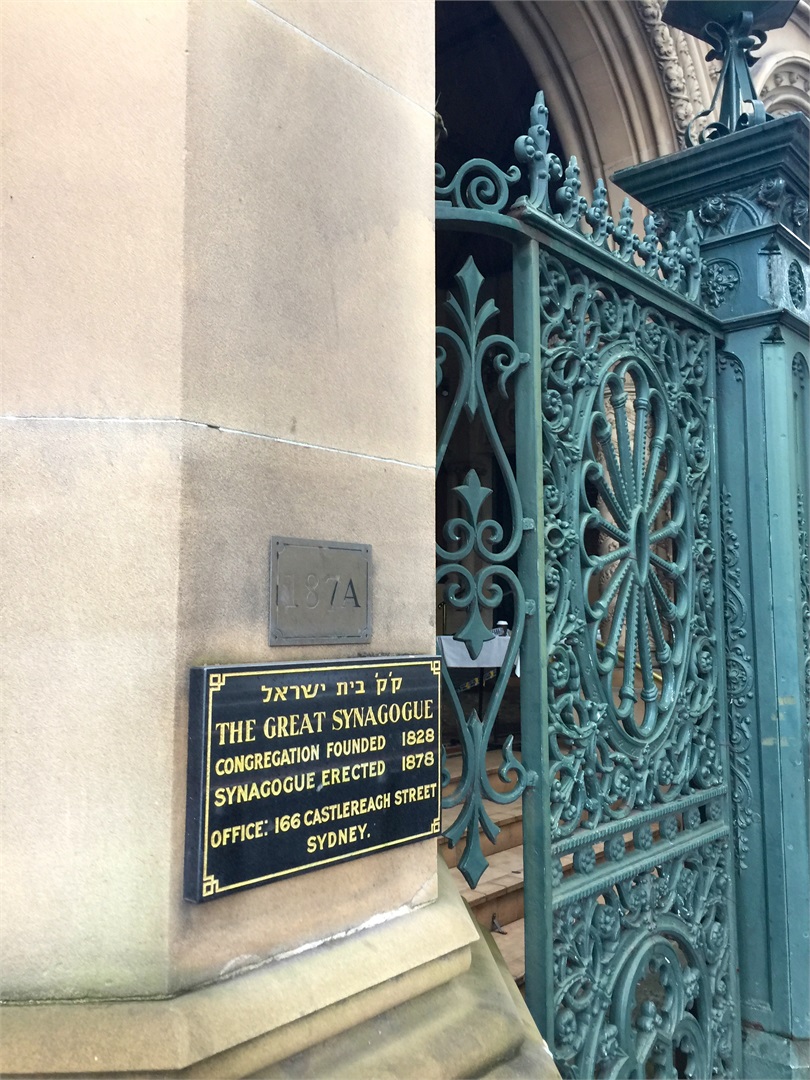 187A
ק'ק' בית ישראל
THE GREAT SYNAGOGUE
CONGREGATION FOUNDED 1828
SYNAGOGUE ERECTED 1878
OFFICE: 166 CASTLEREAGH STREET
SYDNEY.